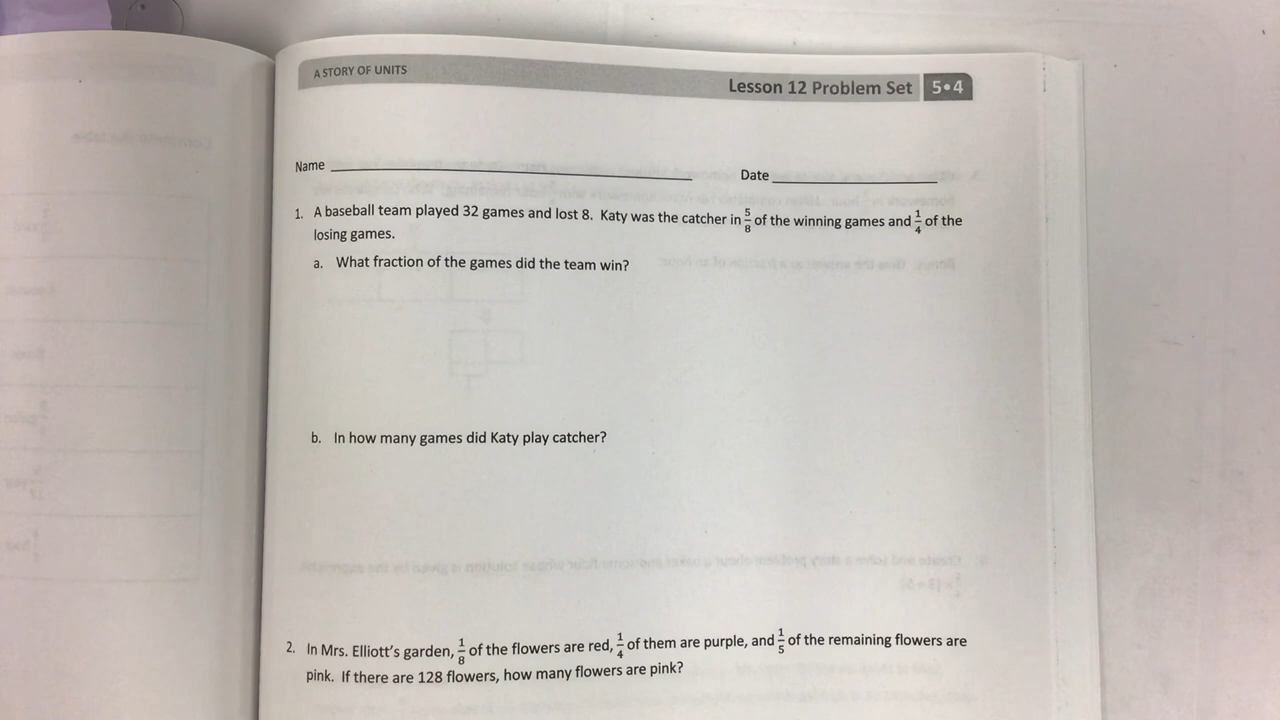 A STORY OF UNITS
Lesson 12 Problem Set 5•4
Name
Date
1. A baseball team played 32 games and lost 8. Katy was the catcher in 5/8 of the winning games and 1/4 of the
losing games.
a. What fraction of the games did the team win?
b. In how many games did Katy play catcher?
2. In Mrs. Elliott's garden, 1/8 of the flowers are red, 1/4 of them are purple, and 1/5 of the remaining flowers are
pink. If there are 128 flowers, how many flowers are pink?